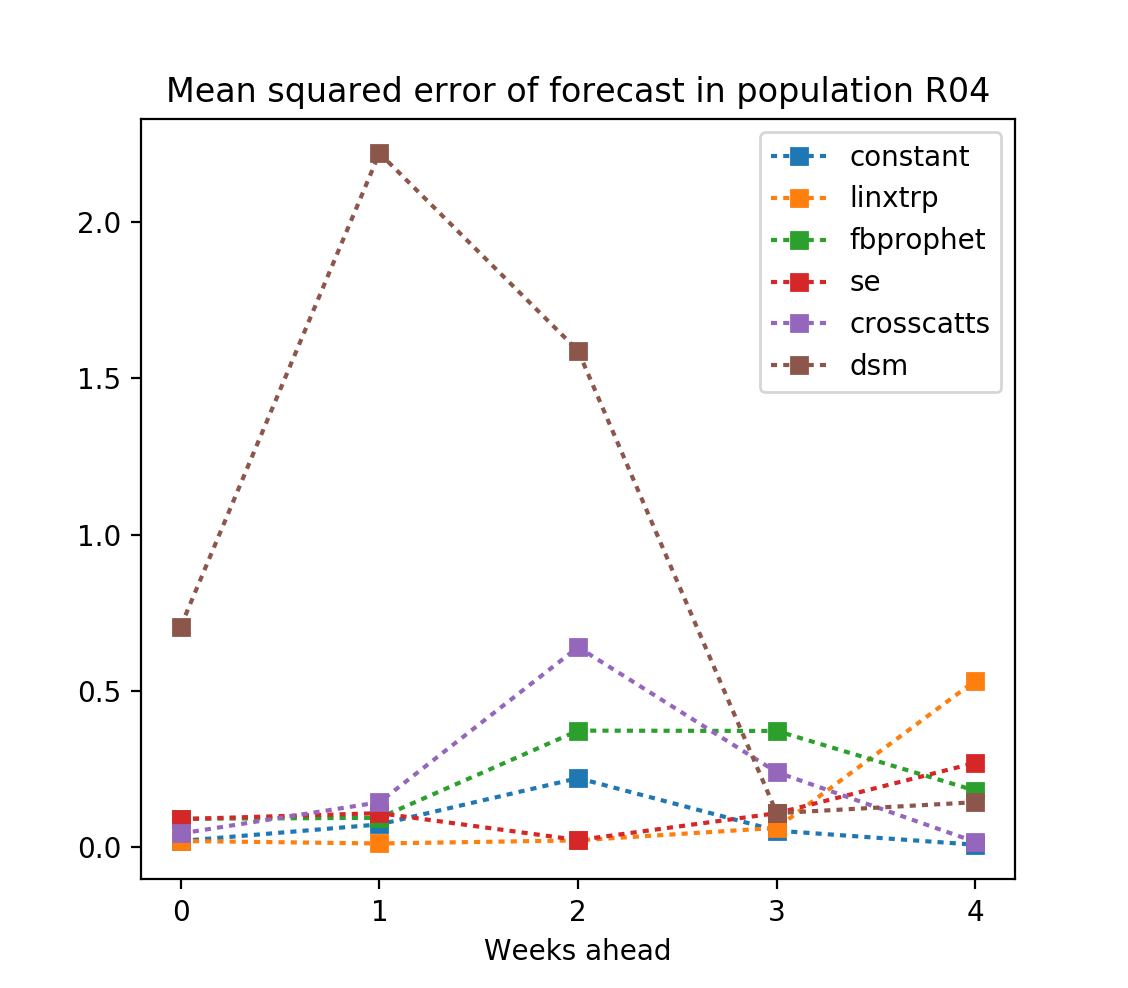 Mean squared error of forecast in population R04
constant
linxtrp
fbprophet
se
crosscatts
dsm
2.0
1.5
1.0
0.5
0.0
0 1 2 3 4
Weeks ahead